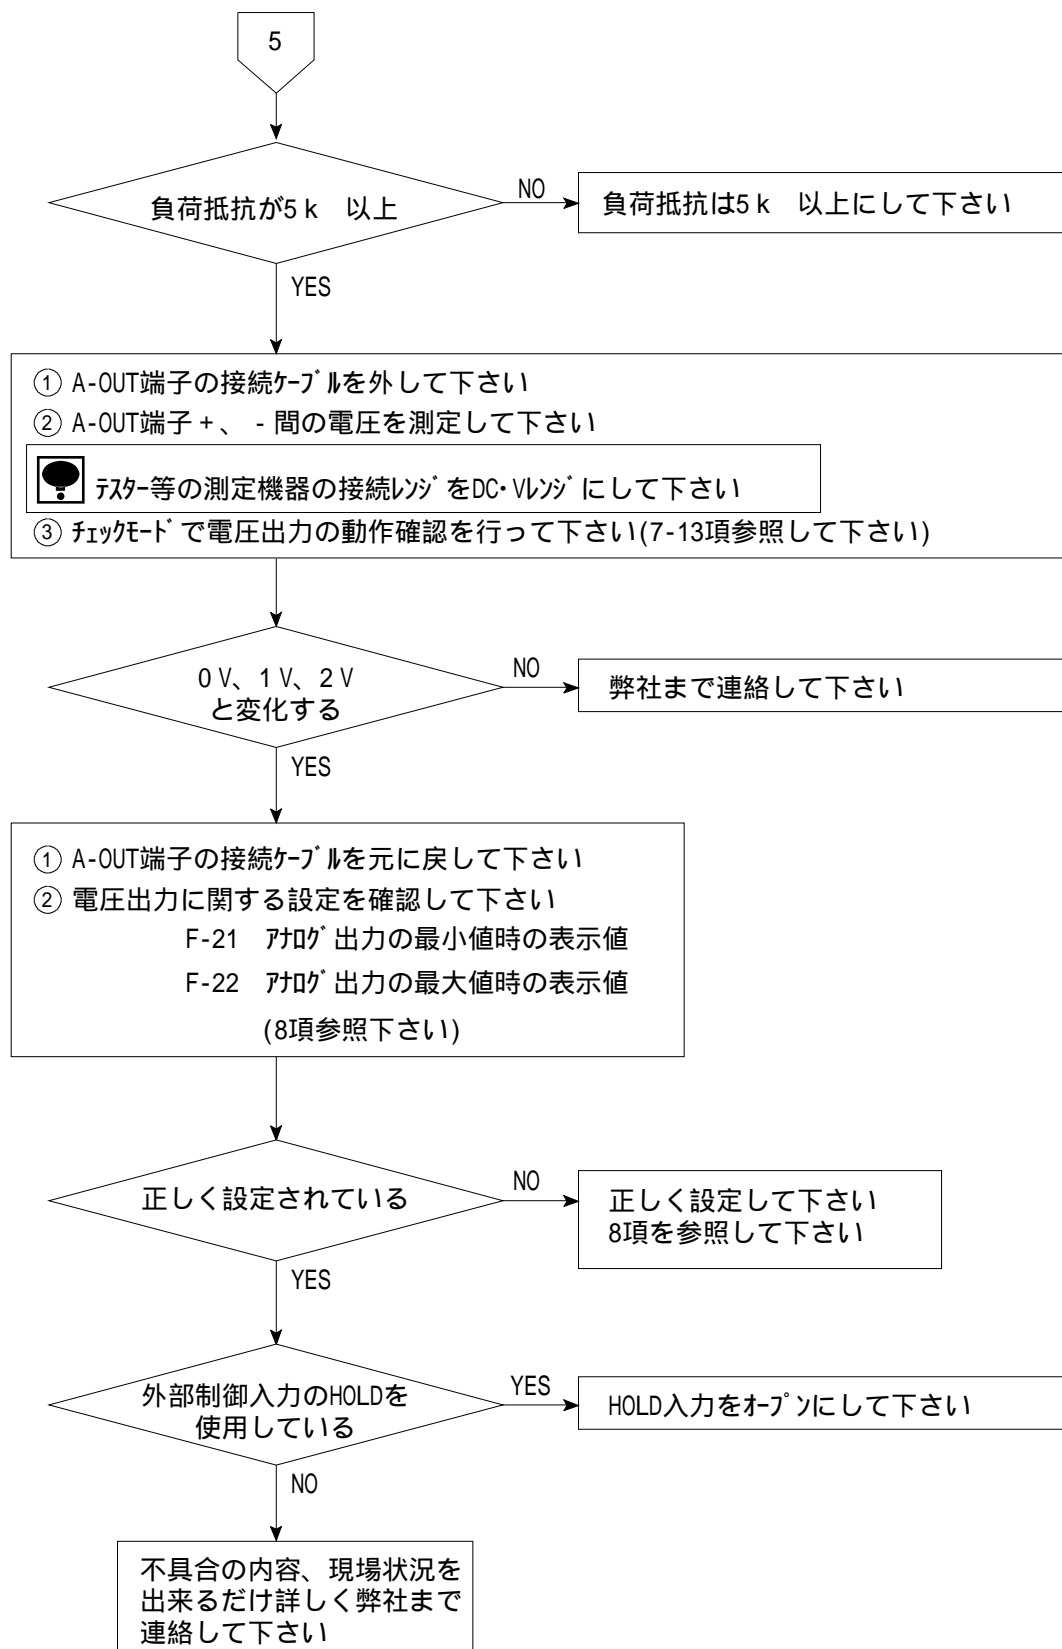 5
負荷抵抗が5 k　以上
NO
負荷抵抗は5 k　以上にして下さい
YES
① A-OUT端子の接続ｹｰﾌﾞﾙを外して下さい
② A-OUT端子 + 、 - 間の電圧を測定して下さい
ﾃｽﾀｰ等の測定機器の接続ﾚﾝｼﾞをDC･Vﾚﾝｼﾞにして下さい
③ ﾁｪｯｸﾓｰﾄﾞで電圧出力の動作確認を行って下さい(7-13項参照して下さい)
0 V、1 V、2 V
と変化する
NO
弊社まで連絡して下さい
YES
① A-OUT端子の接続ｹｰﾌﾞﾙを元に戻して下さい
② 電圧出力に関する設定を確認して下さい
F-21　ｱﾅﾛｸﾞ出力の最小値時の表示値
F-22　ｱﾅﾛｸﾞ出力の最大値時の表示値
(8項参照下さい)
正しく設定されている
NO
正しく設定して下さい
8項を参照して下さい
YES
外部制御入力のHOLDを
使用している
YES
HOLD入力をｵｰﾌﾟﾝにして下さい
NO
不具合の内容、現場状況を
出来るだけ詳しく弊社まで
連絡して下さい